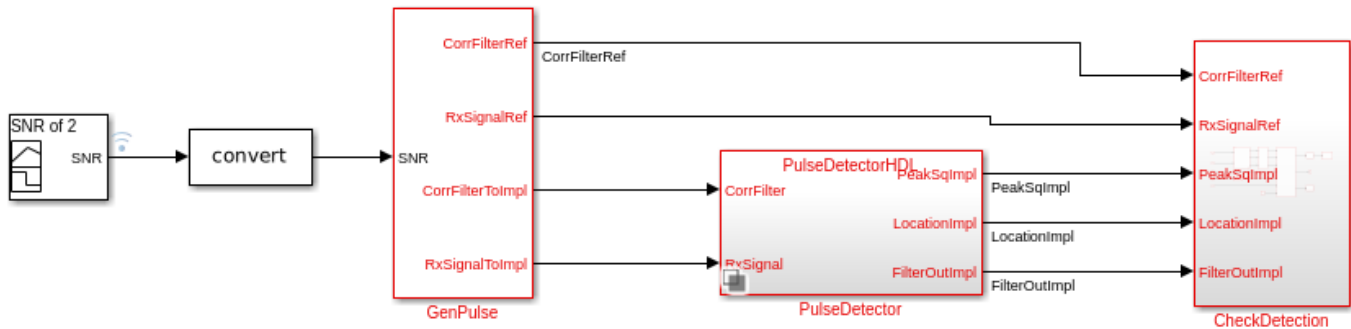 SNR of 2
SNR
convert
SNR
CorrFilterRef
RxSignalRef
CorrFilterToImpl
RxSignalToImpl
GenPulse
CorrFilterRef
PulseDetectorHDL
CorrFilter
RxSignal
PeakSqImpl
LocationImpl
FilterOutImpl
PulseDetector
PeakSqImpl
LocationImpl
FilterOutImpl
CorrFilterRef
RxSignalRef
PeakSqImpl
LocationImpl
FilterOutImpl
CheckDetection